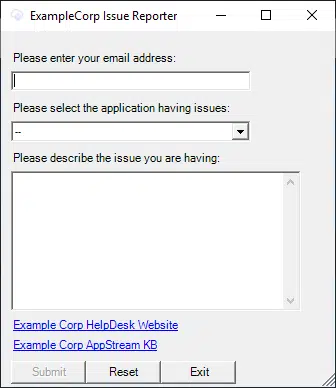 ExampleCorp Issue Reporter
Please enter your email address:
Please select the application having issues:
--
Please describe the issue you are having:
Example Corp HelpDesk Website
Example Corp AppStream KB
Submit Reset Exit